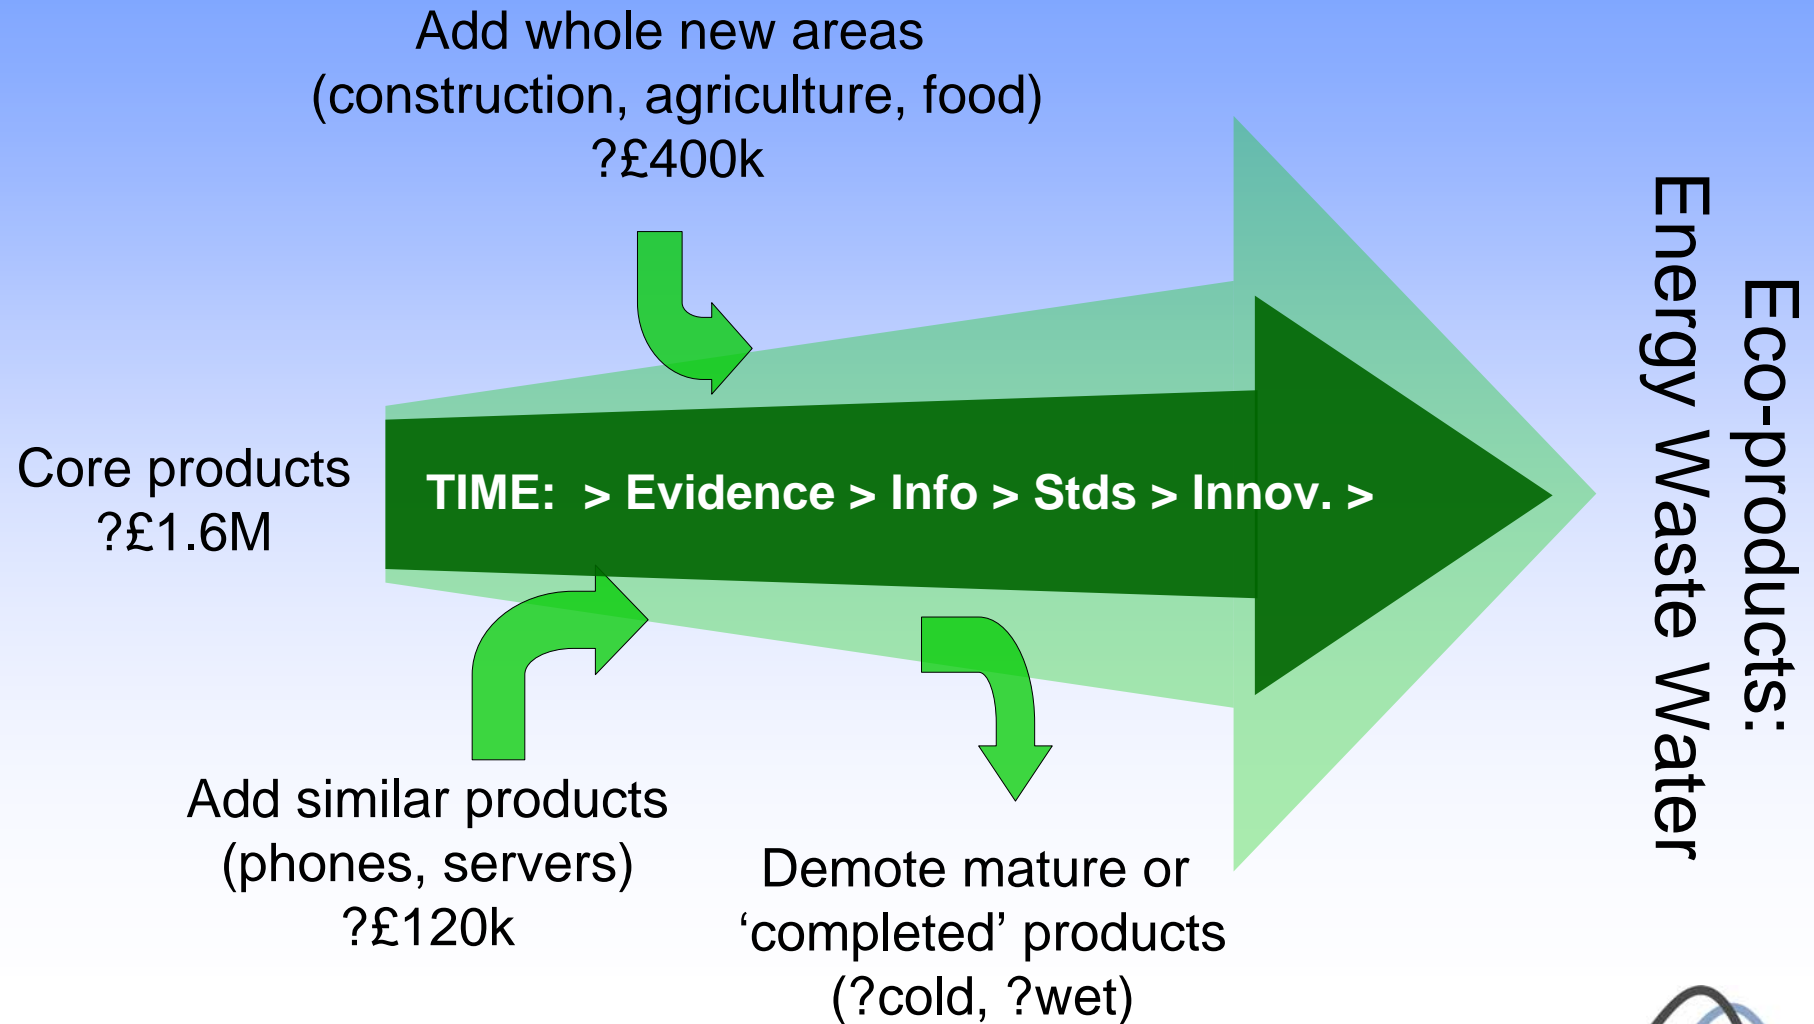 Add whole new areas
(construction, agriculture, food)
?£400k
Core products
?£1.6M
TIME:  > Evidence > Info > Stds > Innov. >
Add similar products
(phones, servers)
?£120k
Demote mature or
‘completed’ products
(?cold, ?wet)
Eco-products:
Energy Waste Water